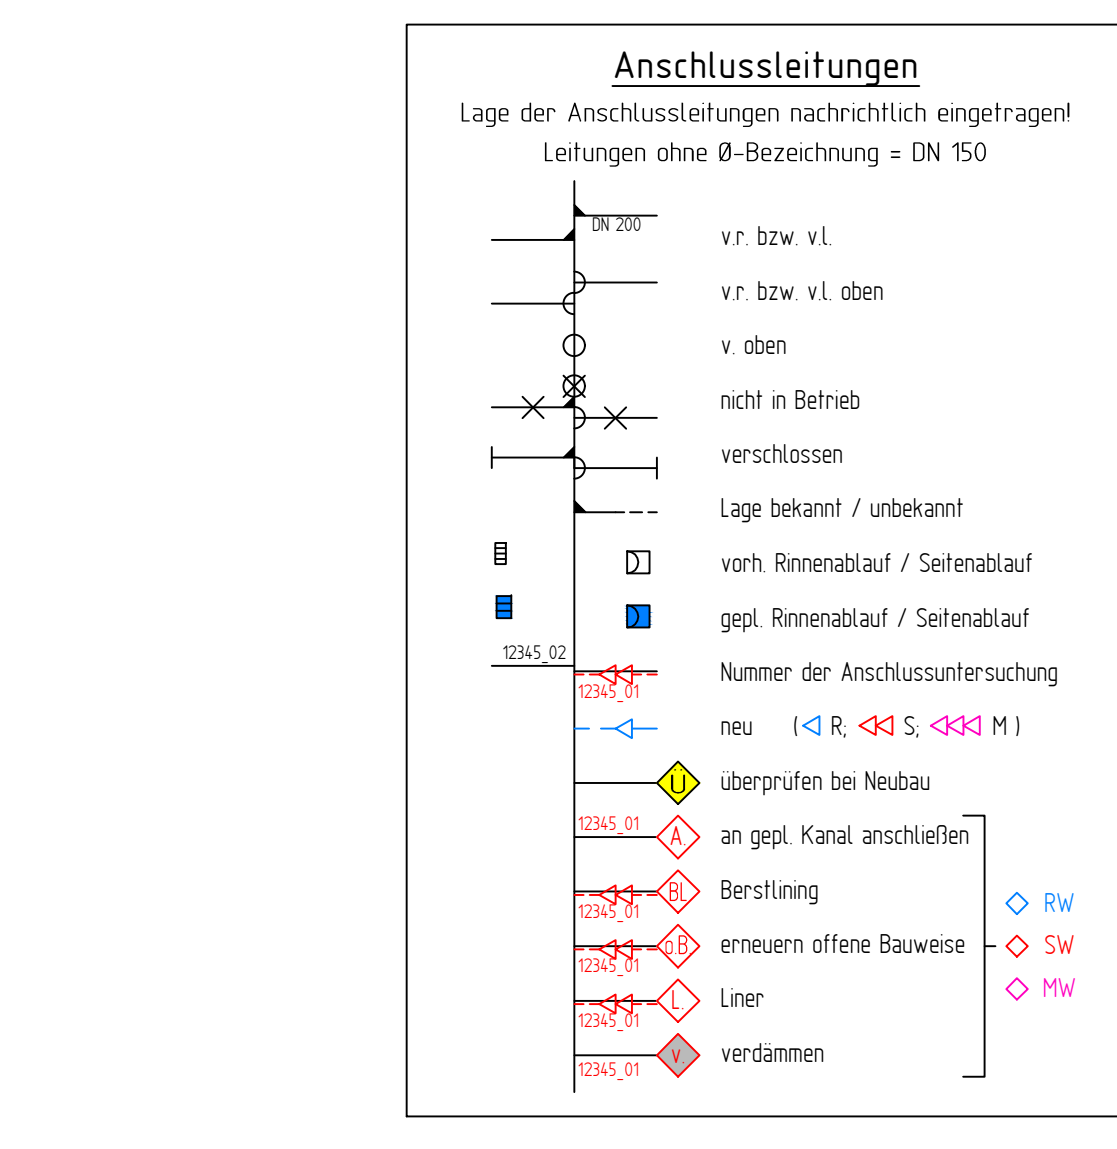 Anschlussleitungen
Lage der Anschlussleitungen nachrichtlich eingetragen!
Leitungen ohne Ø-Bezeichnung = DN 150
DN 200
v.r. bzw. v.l.
v.r. bzw. v.l. oben
v. oben
nicht in Betrieb
verschlossen
Lage bekannt / unbekannt
vorh. Rinnenablauf / Seitenablauf
gepl. Rinnenablauf / Seitenablauf
12345_02
12345_01 Nummer der Anschlussuntersuchung
neu ( R; S; M )
Ü überprüfen bei Neubau
12345_01 A. an gepl. Kanal anschließen
12345_01 BL Berstlining
RW
12345_01 o.B erneuern offene Bauweise
SW
12345_01 L. Liner
MW
12345_01 v. verdämmen